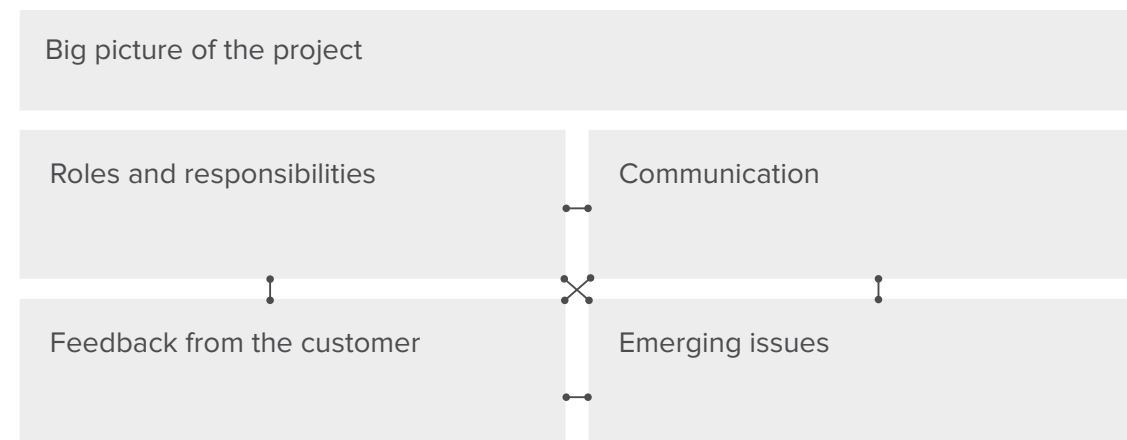 Big picture of the project
Roles and responsibilities
Communication
Feedback from the customer
Emerging issues